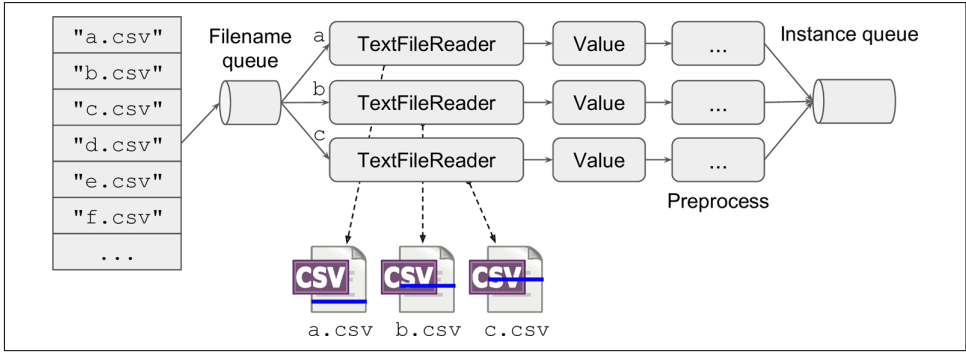 "a.csv"
"b.csv"
"c.csv"
"d.csv"
"e.csv"
"f.csv"
...
Filename
queue
a
TextFileReader
Value
...
b
TextFileReader
Value
...
c
TextFileReader
Value
...
Preprocess
Instance queue
CSV
CSV
CSV
a.csv
b.csv
c.csv